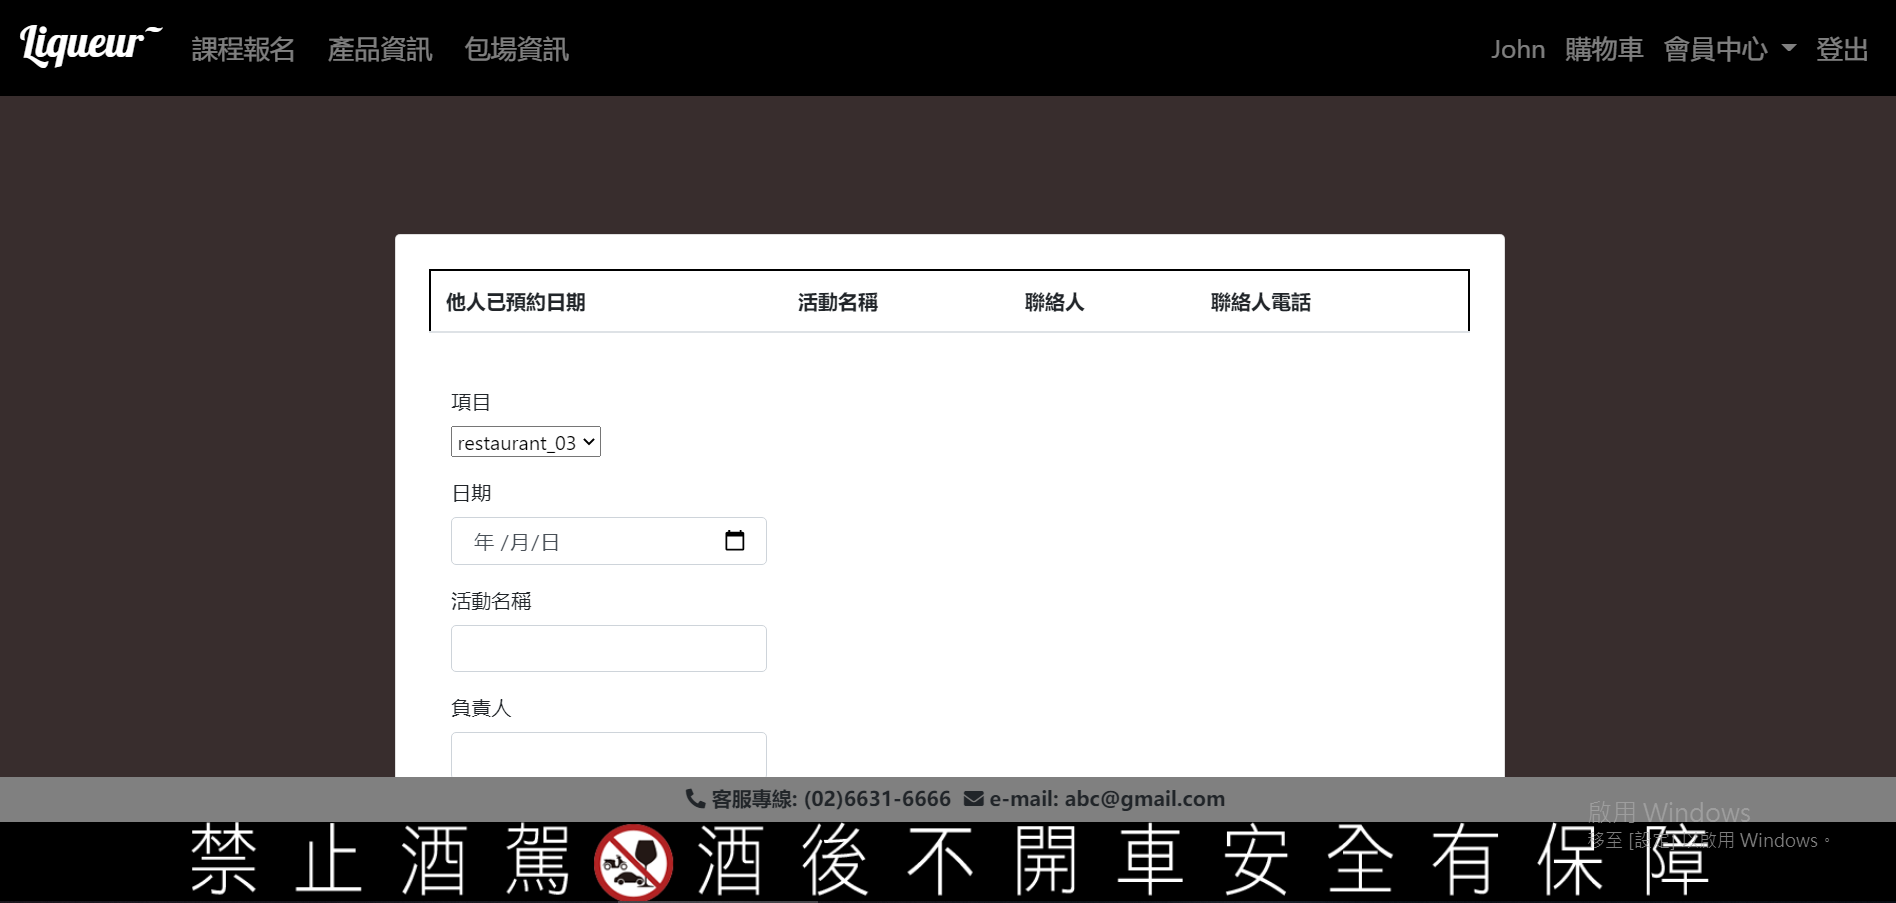 Liqueur~ 課程報名 產品資訊 包場資訊 John 購物車 會員中心 登出
他人已預約日期 活動名稱 聯絡人 聯絡人電話
項目
restaurant_03
日期
年 /月/日
活動名稱
負責人
客服專線: (02)6631-6666 e-mail: abc@gmail.com
啟用 Windows
移至 [設定] 以啟用 Windows。
禁止酒駕 酒後不開車安全有保障